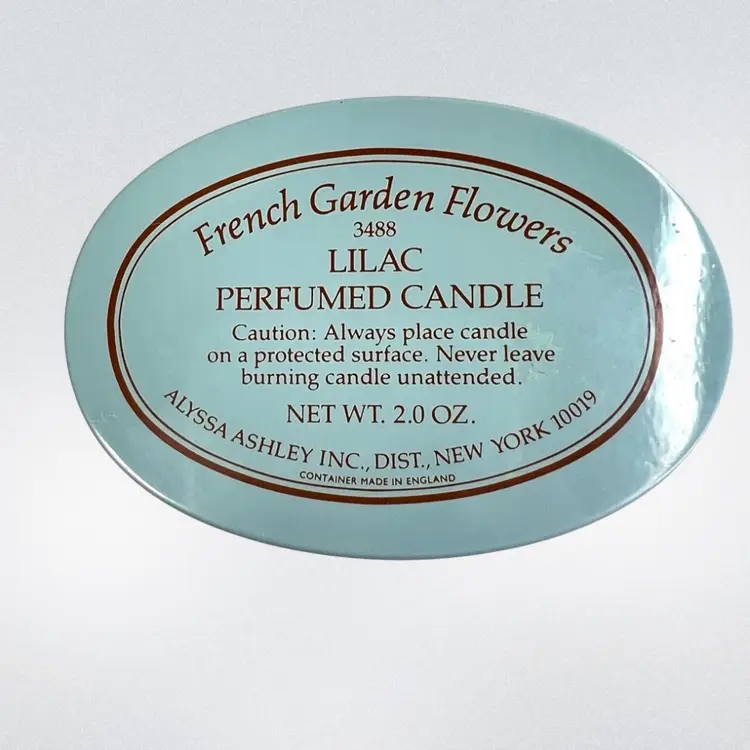 French Garden Flowers
3488
LILAC
PERFUMED CANDLE
Caution: Always place candle
on a protected surface. Never leave
burning candle unattended.
NET WT. 2.0 OZ.
ALYSSA ASHLEY INC., DIST., NEW YORK 10019
CONTAINER MADE IN ENGLAND